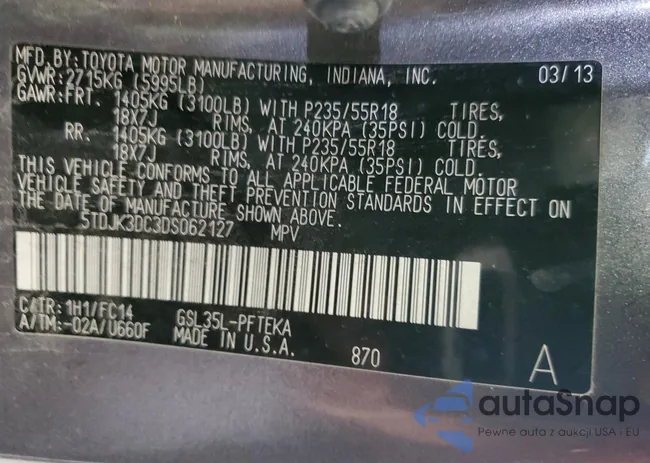 MFD.BY: TOYOTA MOTOR MANUFACTURING, INDIANA, INC. 03/13
GVWR: 2715KG (5995LB)
GAWR: FRT. 1405KG (3100LB) WITH P235/55R18 TIRES,
18X7J RIMS, AT 240KPA (35PSI) COLD.
RR. 1405KG (3100LB) WITH P235/55R18 TIRES,
18X7J RIMS, AT 240KPA (35PSI) COLD.
THIS VEHICLE CONFORMS TO ALL APPLICABLE FEDERAL MOTOR
VEHICLE SAFETY AND THEFT PREVENTION STANDARDS IN EFFECT ON
THE DATE OF MANUFACTURE SHOWN ABOVE.
5TDJK3DC3DS062127 MPV
C/TR: 1H1/FC14 GSL35L-PFTEKA
A/TM: -02A/U660F MADE IN U.S.A.
870 A
autaSnap
Pewne auta z aukcji USA - EU